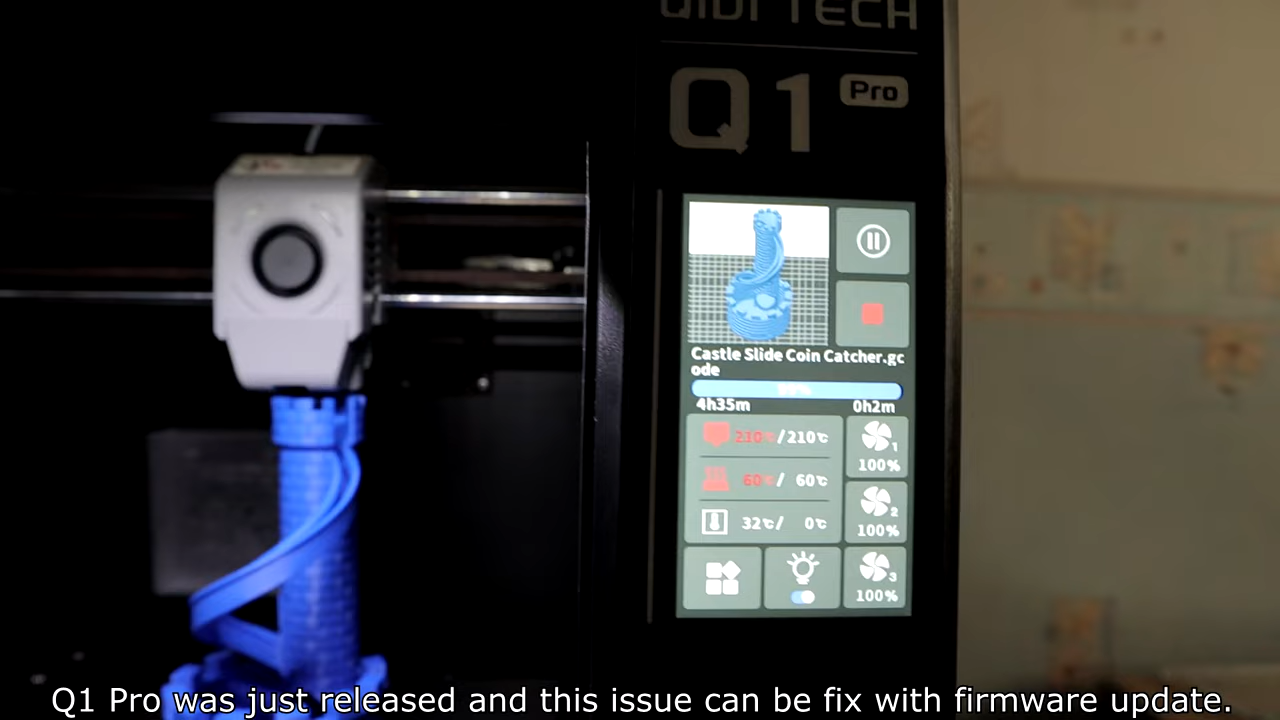 QIDI TECH
Q1 Pro
Castle Slide Coin Catcher.gc
ode
4h35m 0h2m
210℃/210℃
1
100%
60℃/ 60℃
32℃/ 0℃
2
100%
3
100%
Q1 Pro was just released and this issue can be fix with firmware update.